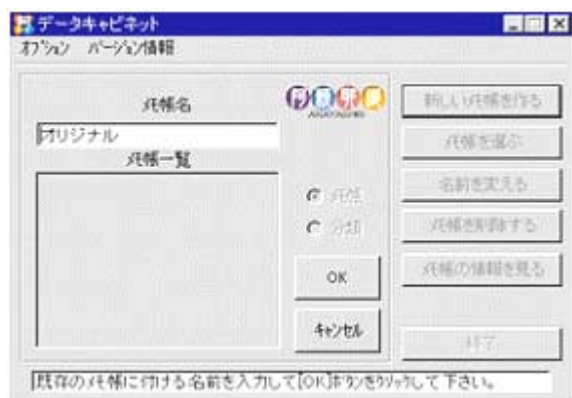 データキャビネット
ｵﾌﾟｼｮﾝ ﾊﾞｰｼﾞｮﾝ情報
ﾒﾓ帳名
オリジナル
ﾒﾓ帳一覧
ﾒﾓ帳
分類
OK
ｷｬﾝｾﾙ
新しいﾒﾓ帳を作る
ﾒﾓ帳を選ぶ
名前を変える
ﾒﾓ帳を削除する
ﾒﾓ帳の情報を見る
終了
既存のﾒﾓ帳に付ける名前を入力して[OK]ﾎﾞﾀﾝをｸﾘｯｸして下さい。